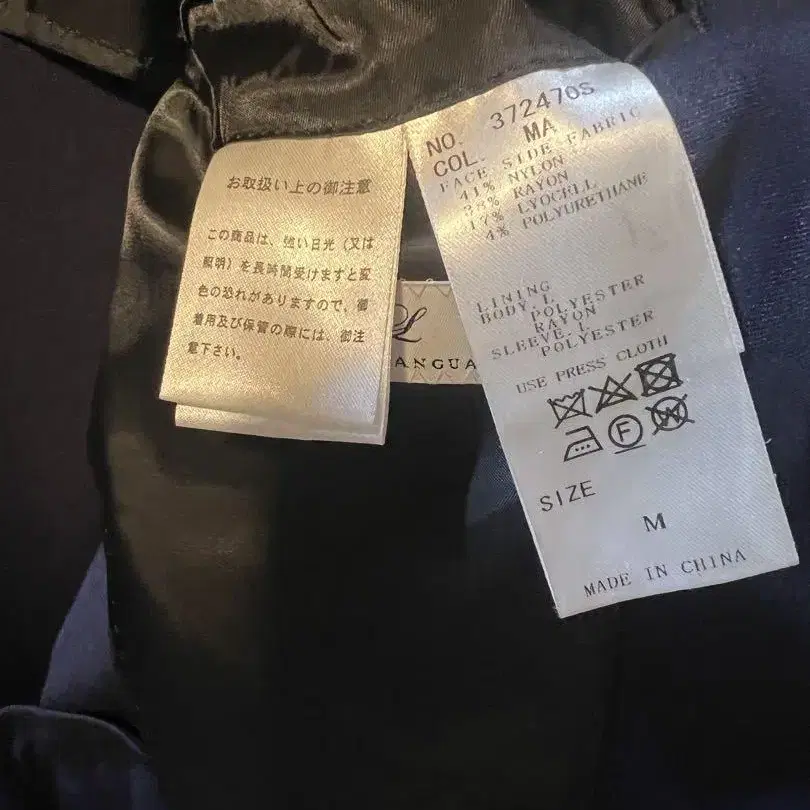 お取扱い上の御注意
この商品は、強い日光(又は
照明)を長時間受けますと変
色の恐れがありますので、御
着用及び保管の際には、御注
意下さい。
L
ANGUA
NO. 372470S
COL. MA
FACE SIDE FABRIC
41% NYLON
38% RAYON
17% LYOCELL
4% POLYURETHANE
LINING
BODY.L
POLYESTER
RAYON
SLEEVE.L
POLYESTER
USE PRESS CLOTH
F
W
SIZE
M
MADE IN CHINA